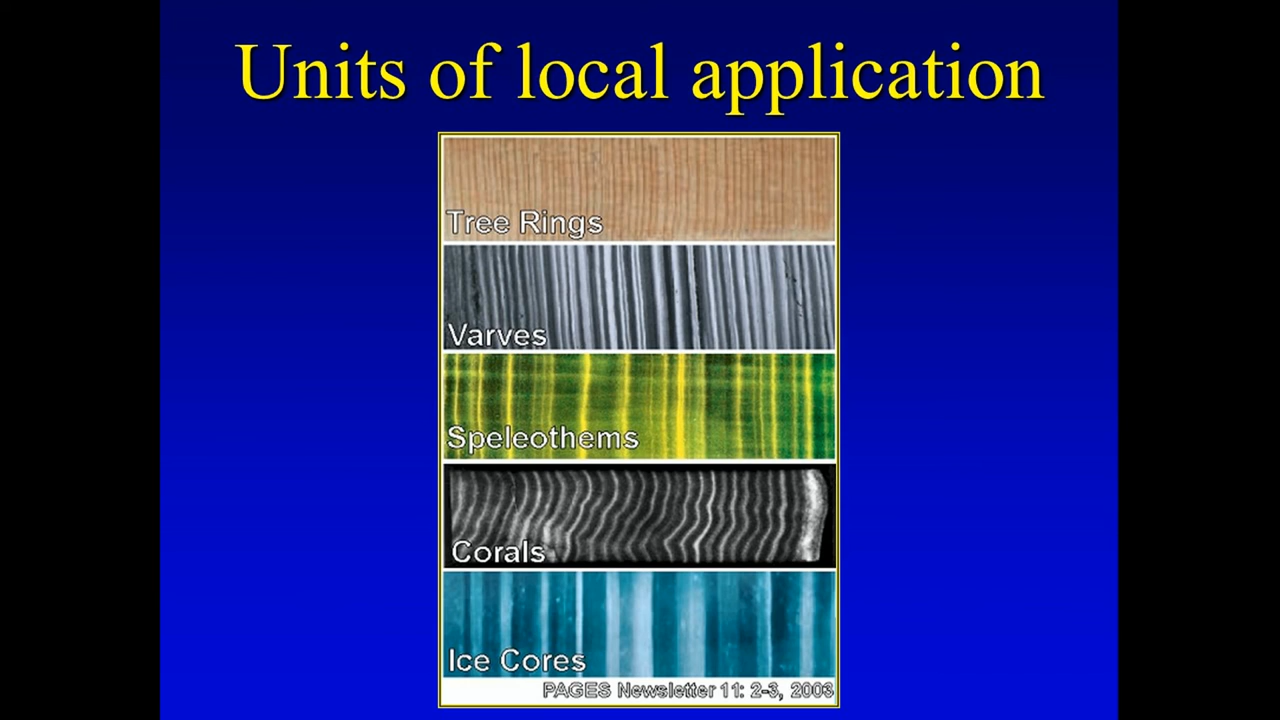 Units of local application
Tree Rings
Varves
Speleothems
Corals
Ice Cores
PAGES Newsletter 11: 2-3, 2003